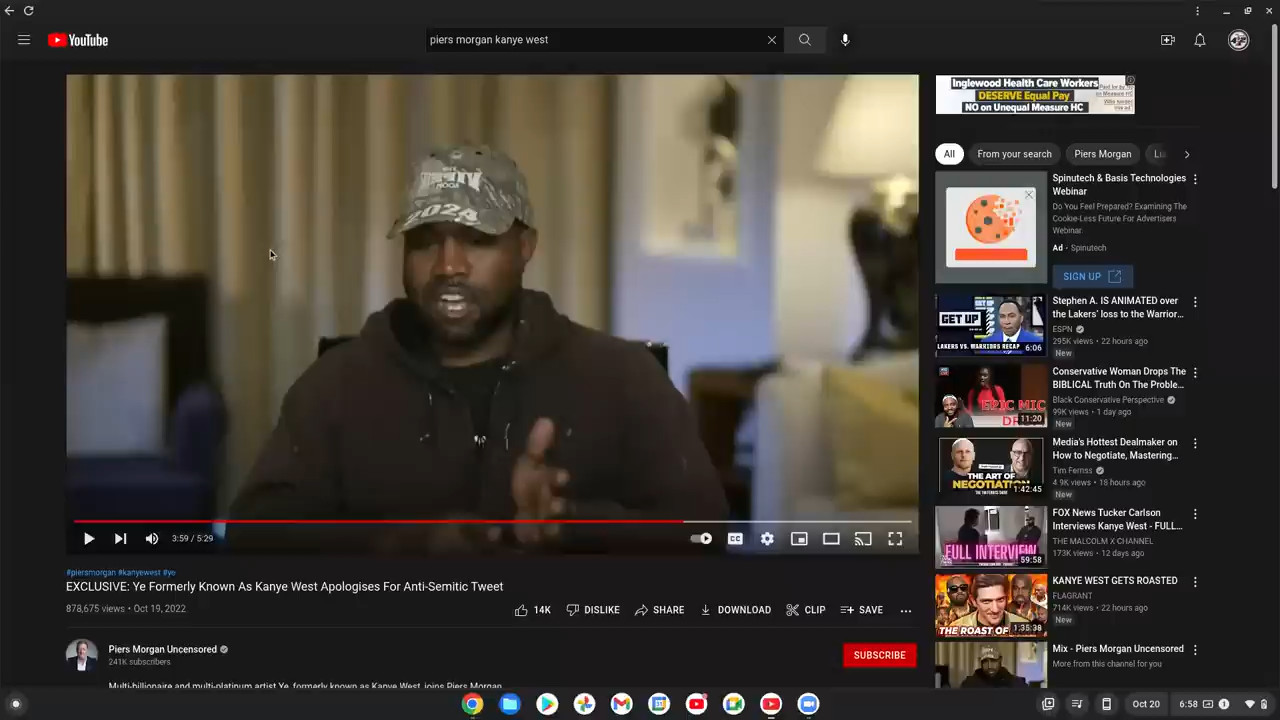 YouTube
piers morgan kanye west
2024
3:59 / 5:29
CC
#piersmorgan #kanyewest #ye
EXCLUSIVE: Ye Formerly Known As Kanye West Apologises For Anti-Semitic Tweet
878,675 views • Oct 19, 2022
14K
DISLIKE
SHARE
DOWNLOAD
CLIP
SAVE
Piers Morgan Uncensored
241K subscribers
SUBSCRIBE
Multi-billionaire and multi-platinum artist Ye, formerly known as Kanye West, joins Piers Morgan
Inglewood Health Care Workers
DESERVE Equal Pay
NO on Unequal Measure HC
All
From your search
Piers Morgan
Spinutech & Basis Technologies
Webinar
Do You Feel Prepared? Examining The
Cookie-Less Future For Advertisers
Webinar.
Ad • Spinutech
SIGN UP
GET UP
LAKERS VS. WARRIORS RECAP
6:06
Stephen A. IS ANIMATED over
the Lakers' loss to the Warrior...
ESPN
295K views • 22 hours ago
New
EPIC MIC
11:20
Conservative Woman Drops The
BIBLICAL Truth On The Proble...
Black Conservative Perspective
99K views • 1 day ago
New
THE ART OF
NEGOTIATION
1:42:45
Media's Hottest Dealmaker on
How to Negotiate, Mastering...
Tim Ferriss
4.9K views • 18 hours ago
New
FULL INTERVIEW
59:58
FOX News Tucker Carlson
Interviews Kanye West - FULL...
THE MALCOLM X CHANNEL
173K views • 12 days ago
THE ROAST OF
1:35:38
KANYE WEST GETS ROASTED
FLAGRANT
714K views • 22 hours ago
New
Mix - Piers Morgan Uncensored
More from this channel for you
Oct 20
6:58